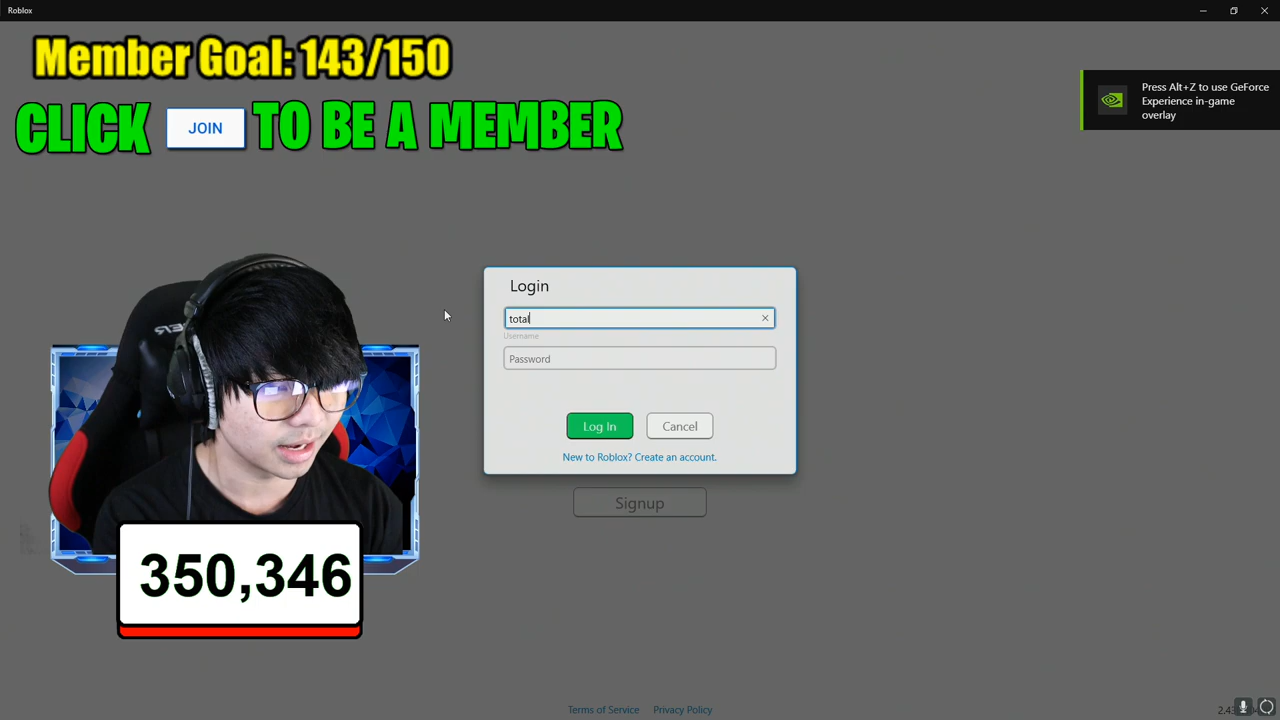 Roblox
Member Goal: 143/150
CLICK JOIN TO BE A MEMBER
Press Alt+Z to use GeForce
Experience in-game
overlay
Login
total
Username
Password
Log In
Cancel
New to Roblox? Create an account.
Signup
350,346
Terms of Service
Privacy Policy